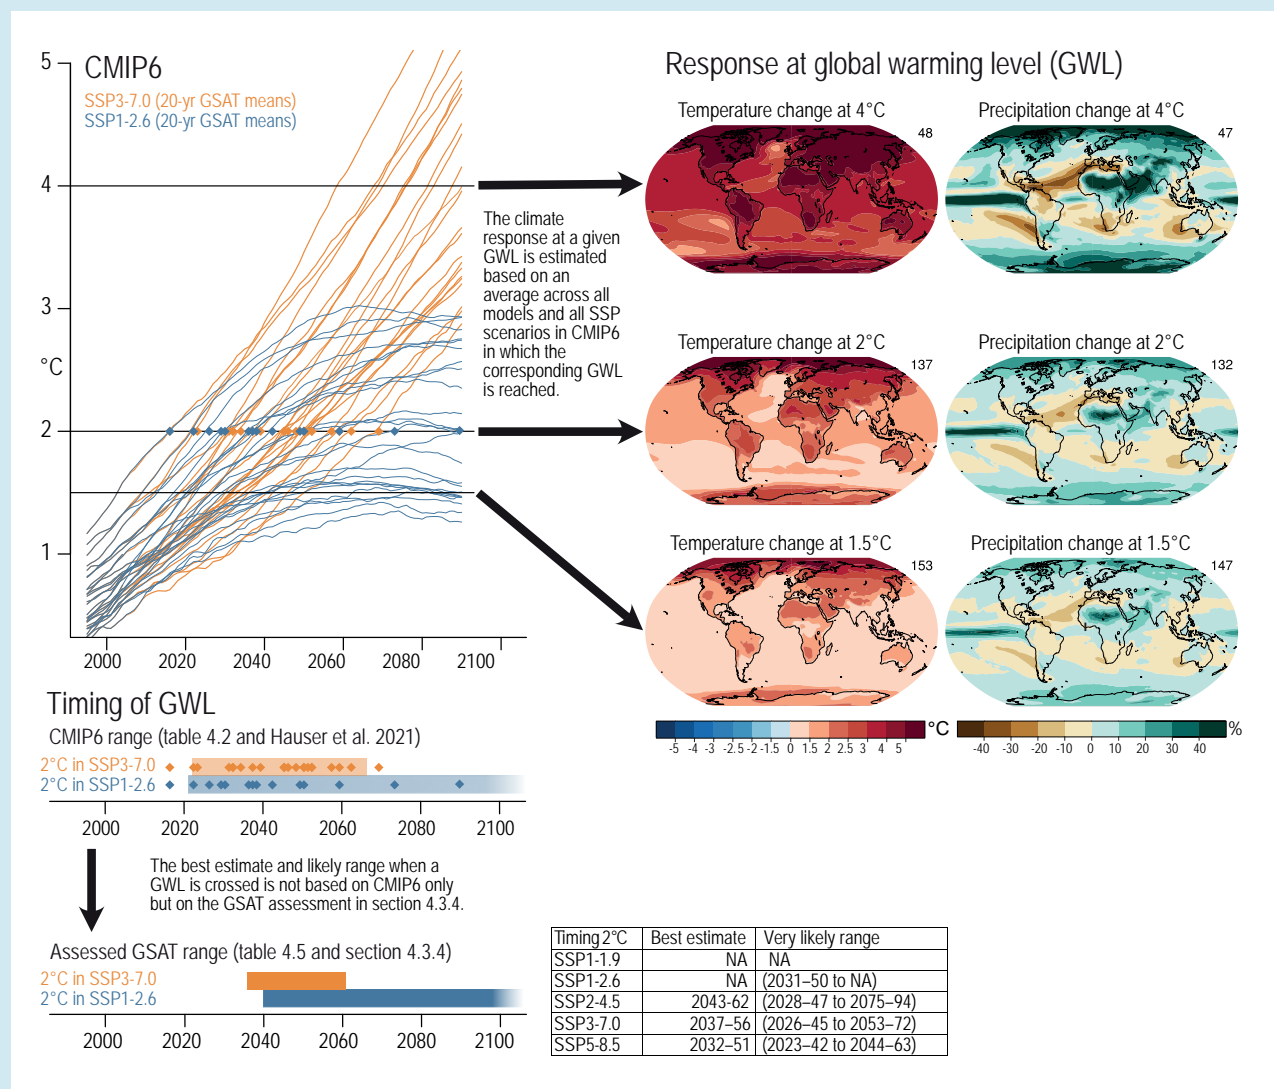 CMIP6
SSP3-7.0 (20-yr GSAT means)
SSP1-2.6 (20-yr GSAT means)
5
4
3
°C
2
1
2000 2020 2040 2060 2080 2100
The climate
response at a given
GWL is estimated
based on an
average across all
models and all SSP
scenarios in CMIP6
in which the
corresponding GWL
is reached.
Response at global warming level (GWL)
Temperature change at 4°C
48
Precipitation change at 4°C
47
Temperature change at 2°C
137
Precipitation change at 2°C
132
Temperature change at 1.5°C
153
Precipitation change at 1.5°C
147
°C
-5 -4 -3 -2.5 -2 -1.5 0 1.5 2 2.5 3 4 5
%
-40 -30 -20 -10 0 10 20 30 40
Timing of GWL
CMIP6 range (table 4.2 and Hauser et al. 2021)
2°C in SSP3-7.0
2°C in SSP1-2.6
2000 2020 2040 2060 2080 2100
The best estimate and likely range when a
GWL is crossed is not based on CMIP6 only
but on the GSAT assessment in section 4.3.4.
Assessed GSAT range (table 4.5 and section 4.3.4)
2°C in SSP3-7.0
2°C in SSP1-2.6
2000 2020 2040 2060 2080 2100
Timing 2°C Best estimate Very likely range
SSP1-1.9 NA NA
SSP1-2.6 NA (2031–50 to NA)
SSP2-4.5 2043-62 (2028–47 to 2075–94)
SSP3-7.0 2037–56 (2026–45 to 2053–72)
SSP5-8.5 2032–51 (2023–42 to 2044–63)